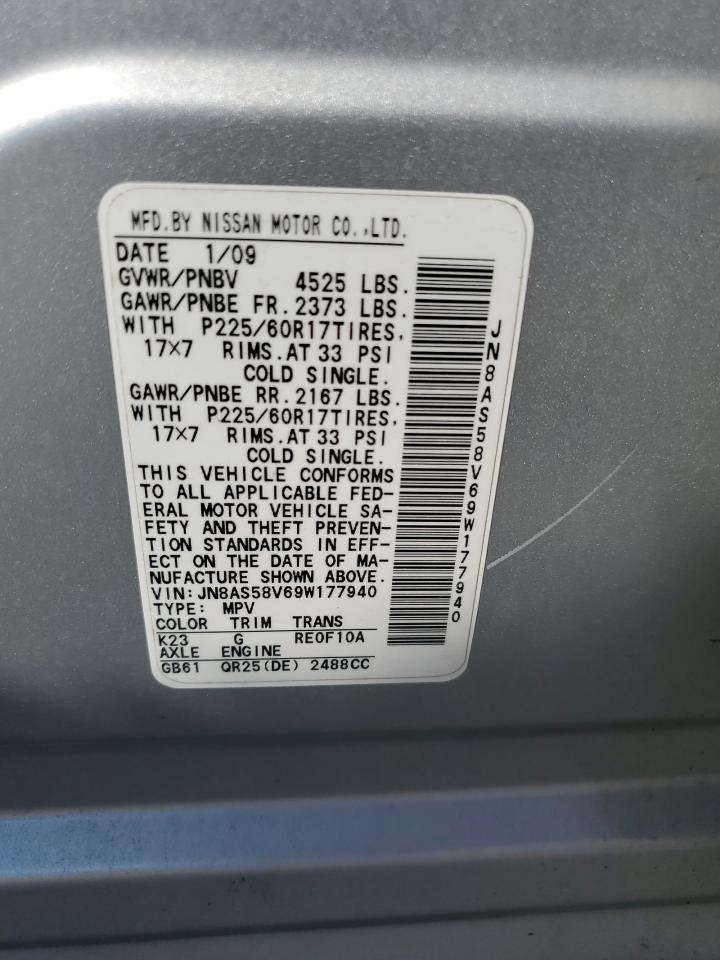 MFD.BY NISSAN MOTOR CO.,LTD.
DATE 1/09
GVWR/PNBV 4525 LBS.
GAWR/PNBE FR.2373 LBS.
WITH P225/60R17TIRES,
17×7 RIMS.AT 33 PSI
COLD SINGLE.
GAWR/PNBE RR.2167 LBS.
WITH P225/60R17TIRES,
17×7 RIMS.AT 33 PSI
COLD SINGLE.
THIS VEHICLE CONFORMS
TO ALL APPLICABLE FED-
ERAL MOTOR VEHICLE SA-
FETY AND THEFT PREVEN-
TION STANDARDS IN EFF-
ECT ON THE DATE OF MA-
NUFACTURE SHOWN ABOVE.
VIN:JN8AS58V69W177940
TYPE: MPV
COLOR TRIM TRANS
K23 G RE0F10A
AXLE ENGINE
GB61 QR25(DE) 2488CC
JN8AS58V69W177940